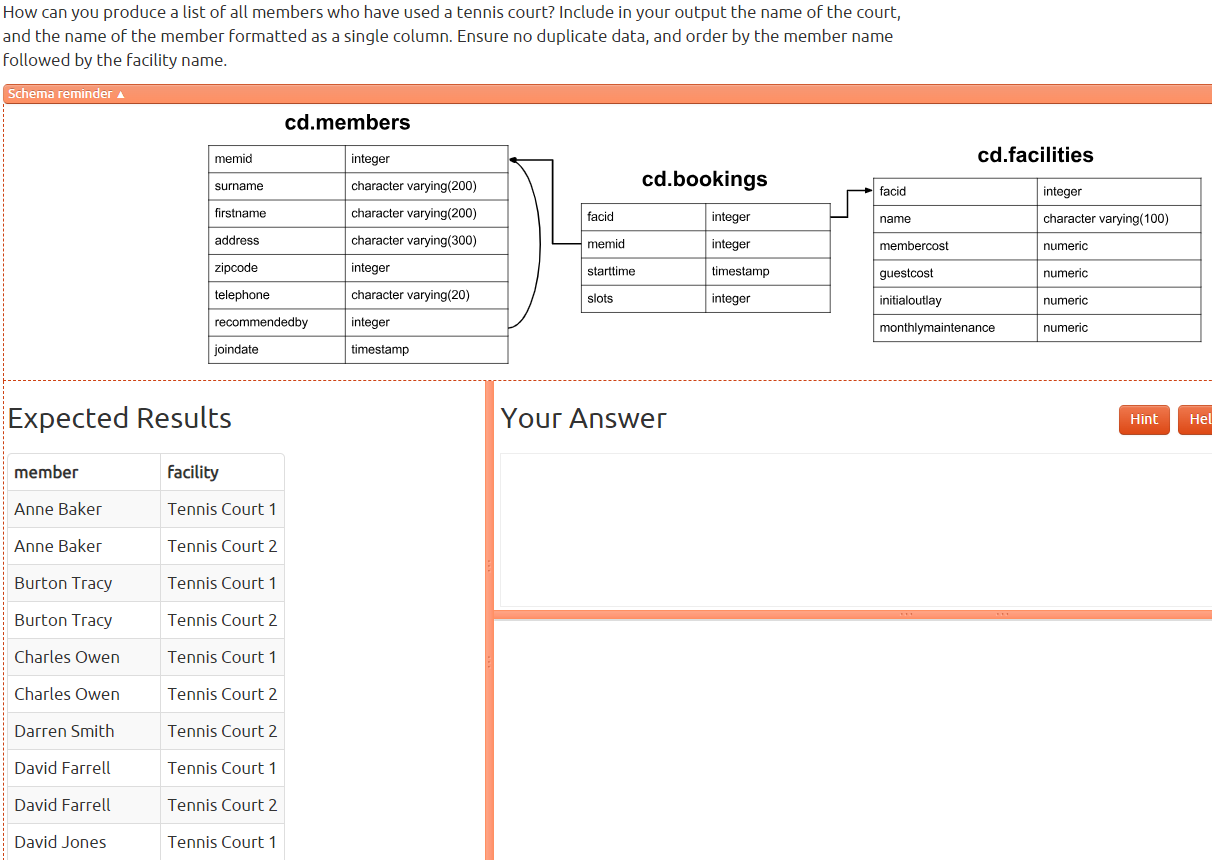 How can you produce a list of all members who have used a tennis court? Include in your output the name of the court,
and the name of the member formatted as a single column. Ensure no duplicate data, and order by the member name
followed by the facility name.
Schema reminder ▲
cd.members
memid integer
surname character varying(200)
firstname character varying(200)
address character varying(300)
zipcode integer
telephone character varying(20)
recommendedby integer
joindate timestamp
cd.bookings
facid integer
memid integer
starttime timestamp
slots integer
cd.facilities
facid integer
name character varying(100)
membercost numeric
guestcost numeric
initialoutlay numeric
monthlymaintenance numeric
Expected Results
member facility
Anne Baker Tennis Court 1
Anne Baker Tennis Court 2
Burton Tracy Tennis Court 1
Burton Tracy Tennis Court 2
Charles Owen Tennis Court 1
Charles Owen Tennis Court 2
Darren Smith Tennis Court 2
David Farrell Tennis Court 1
David Farrell Tennis Court 2
David Jones Tennis Court 1
Your Answer
Hint
Hel